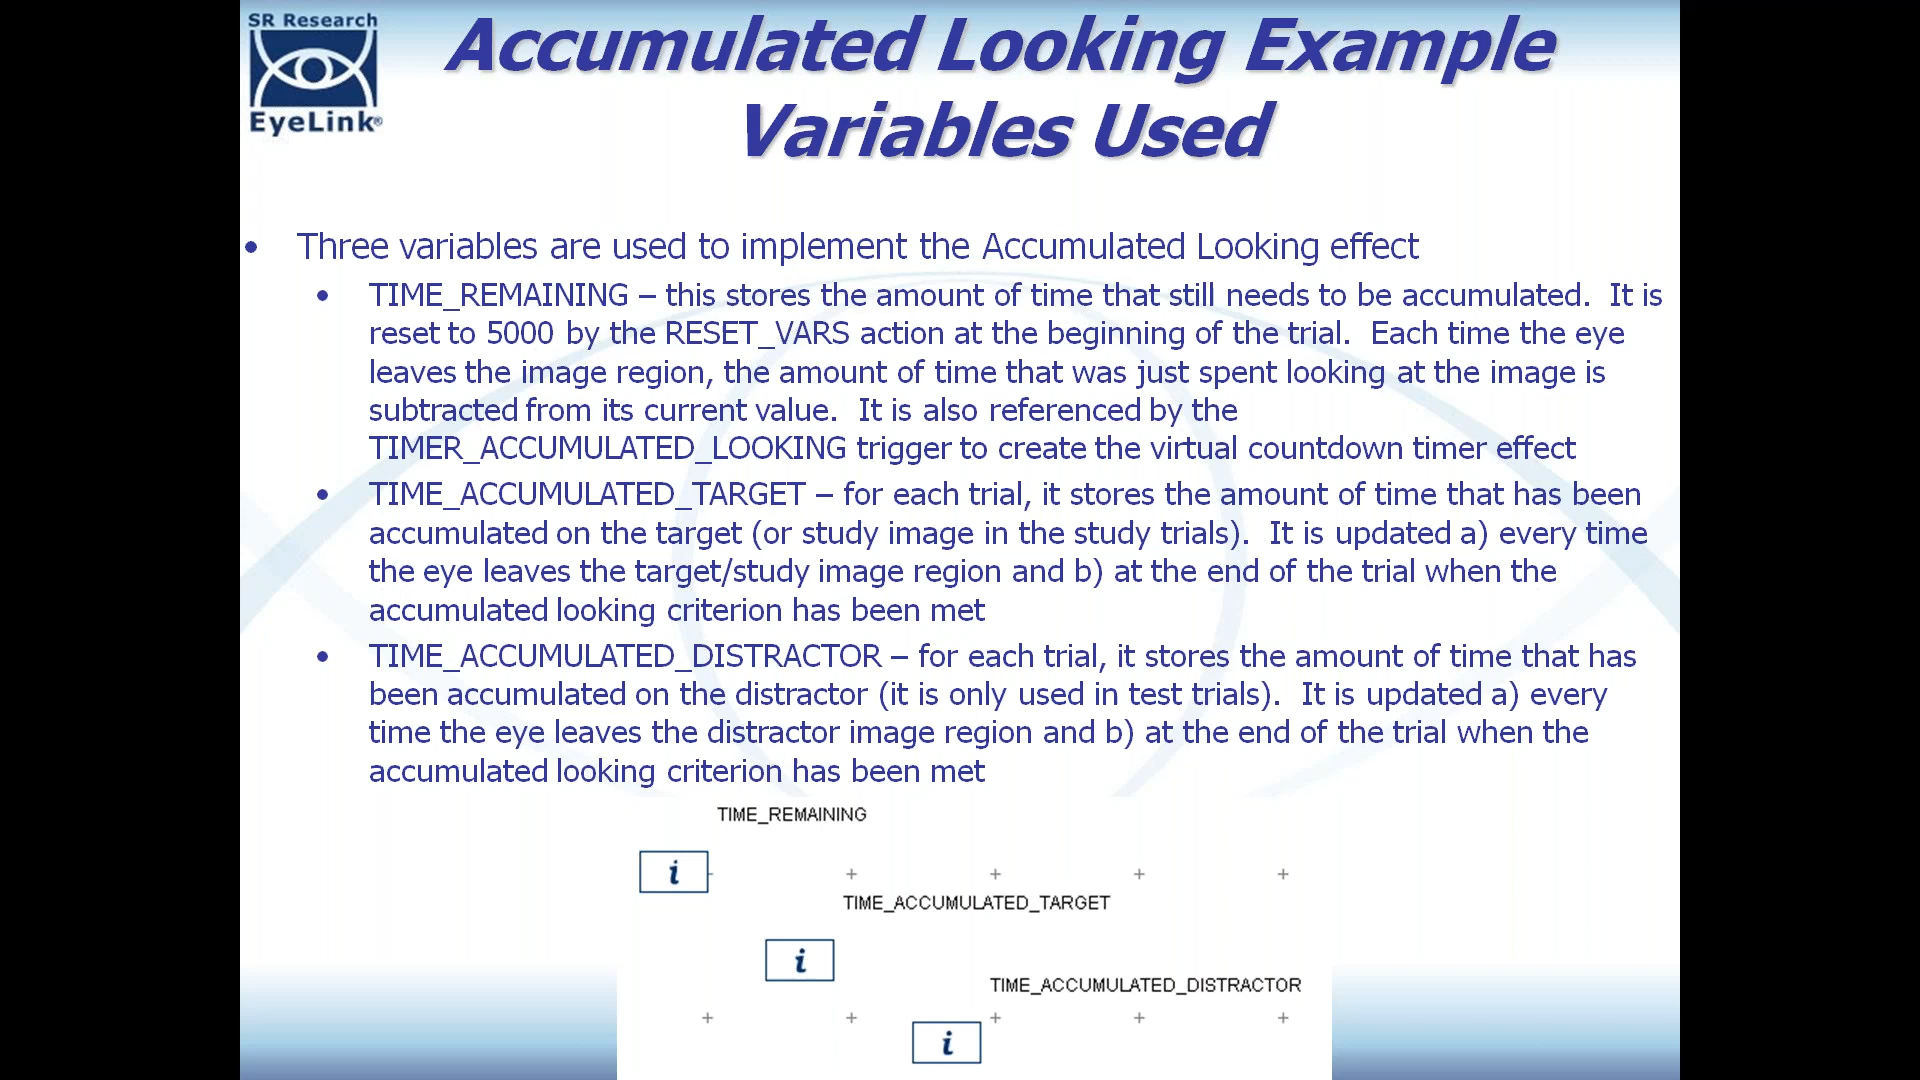 SR Research
EyeLink®
Accumulated Looking Example
Variables Used
• Three variables are used to implement the Accumulated Looking effect
• TIME_REMAINING – this stores the amount of time that still needs to be accumulated. It is
reset to 5000 by the RESET_VARS action at the beginning of the trial. Each time the eye
leaves the image region, the amount of time that was just spent looking at the image is
subtracted from its current value. It is also referenced by the
TIMER_ACCUMULATED_LOOKING trigger to create the virtual countdown timer effect
• TIME_ACCUMULATED_TARGET – for each trial, it stores the amount of time that has been
accumulated on the target (or study image in the study trials). It is updated a) every time
the eye leaves the target/study image region and b) at the end of the trial when the
accumulated looking criterion has been met
• TIME_ACCUMULATED_DISTRACTOR – for each trial, it stores the amount of time that has
been accumulated on the distractor (it is only used in test trials). It is updated a) every
time the eye leaves the distractor image region and b) at the end of the trial when the
accumulated looking criterion has been met
TIME_REMAINING
i
TIME_ACCUMULATED_TARGET
i
TIME_ACCUMULATED_DISTRACTOR
i